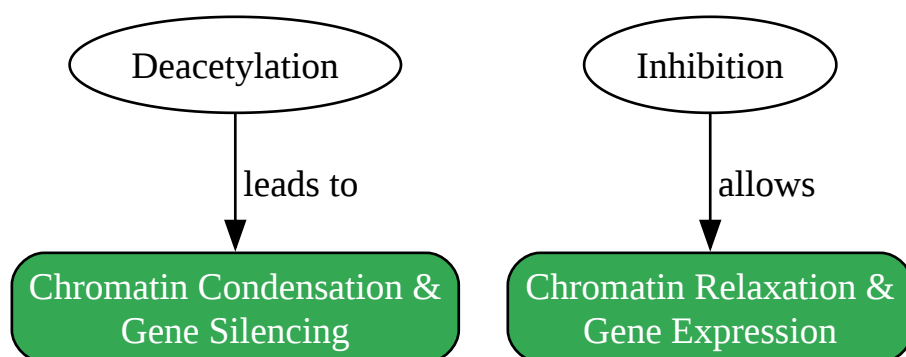 Deacetylation
Inhibition
leads to
allows
Chromatin Condensation &
Gene Silencing
Chromatin Relaxation &
Gene Expression